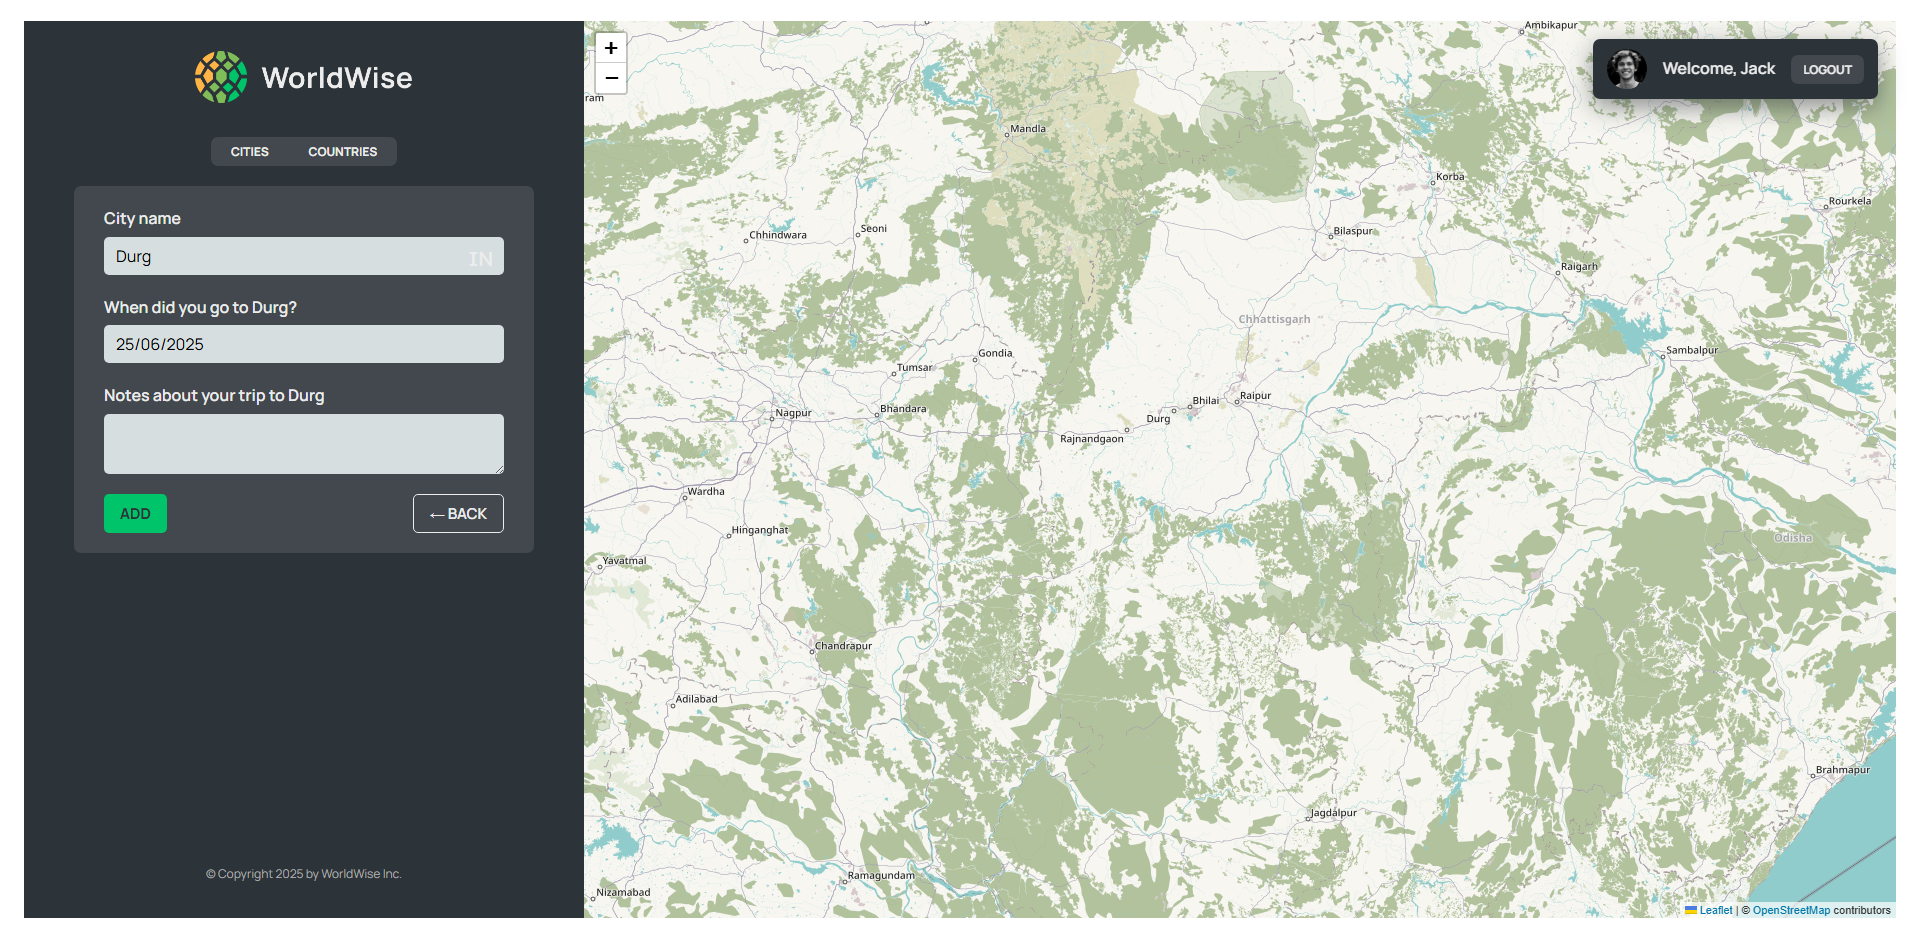 WorldWise
CITIES COUNTRIES
City name
Durg IN
When did you go to Durg?
25/06/2025
Notes about your trip to Durg
ADD ← BACK
© Copyright 2025 by WorldWise Inc.
+
−
Welcome, Jack LOGOUT
Ambikapur
ram
Mandla
Korba
Rourkela
Seoni
Chhindwara
Bilaspur
Raigarh
Chhattisgarh
Sambalpur
Gondia
Tumsar
Raipur
Bhilai
Nagpur
Bhandara
Durg
Rajnandgaon
Wardha
Hinganghat
Odisha
Yavatmal
Chandrapur
Adilabad
Brahmapur
Jagdalpur
Ramagundam
Nizamabad
Leaflet | © OpenStreetMap contributors